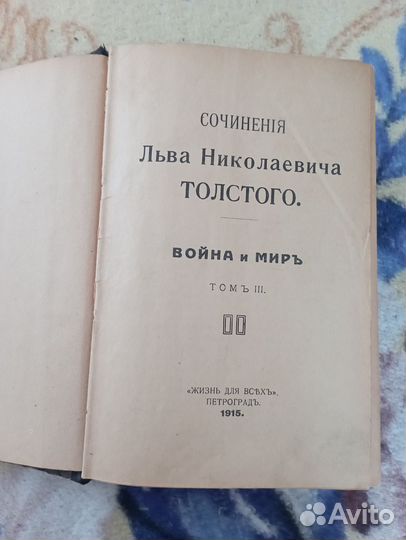 СОЧИНЕНІЯ
Льва Николаевича
ТОЛСТОГО.
ВОЙНА и МИРЪ
ТОМЪ III.
«ЖИЗНЬ ДЛЯ ВСѢХЪ».
ПЕТРОГРАДЪ.
1915.
Avito